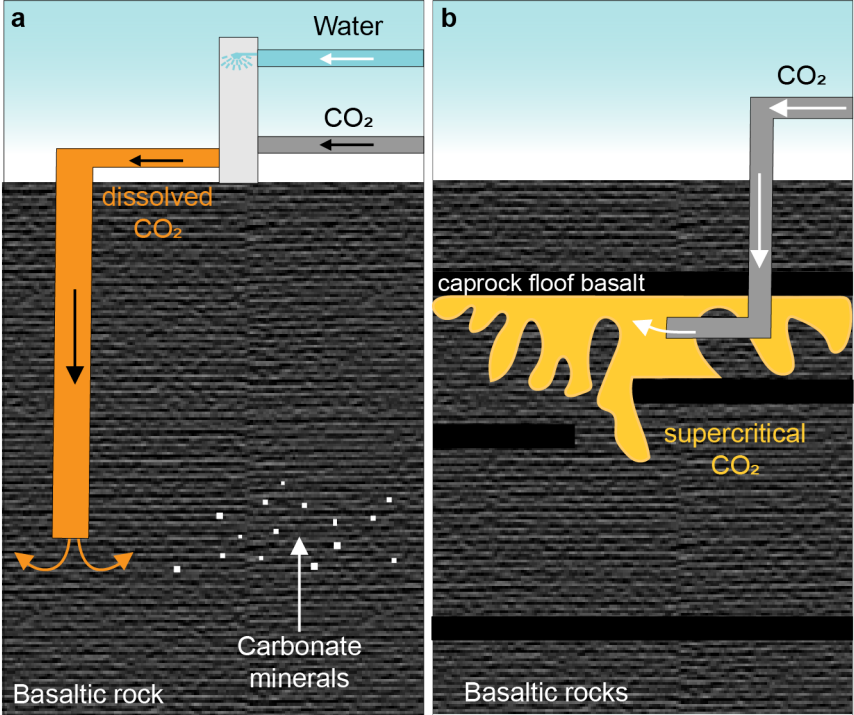 a
Water
CO₂
dissolved
CO₂
Carbonate
minerals
Basaltic rock
b
CO₂
caprock floof basalt
supercritical
CO₂
Basaltic rocks